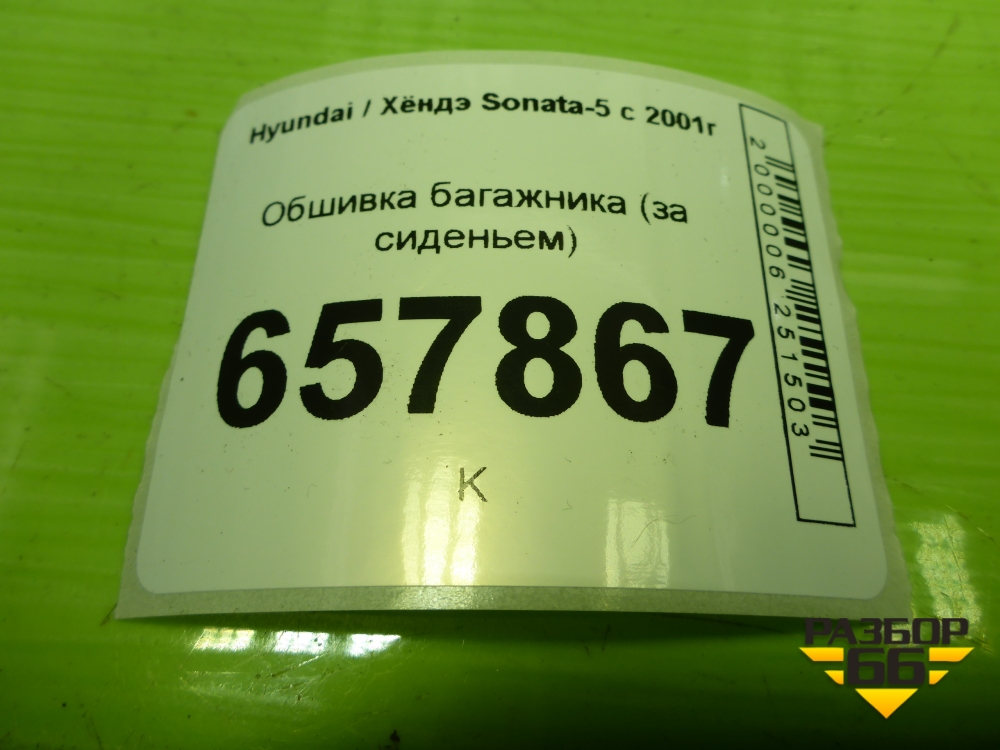 Hyundai / Хёндэ Sonata-5 с 2001г
Обшивка багажника (за
сиденьем)
657867
К
2000006251503
РАЗБОР
66